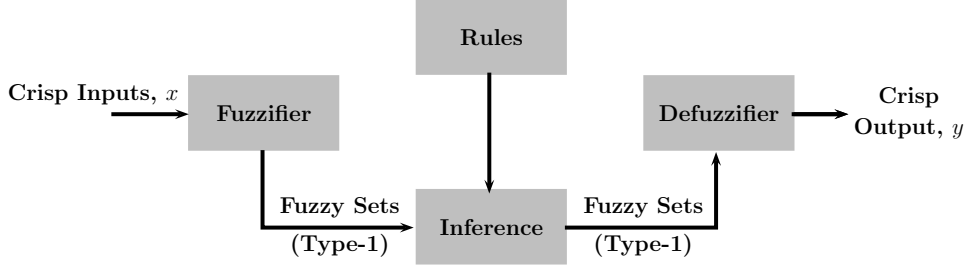 Rules
Crisp Inputs, x
Fuzzifier
Defuzzifier
Crisp
Output, y
Fuzzy Sets
(Type-1)
Inference
Fuzzy Sets
(Type-1)